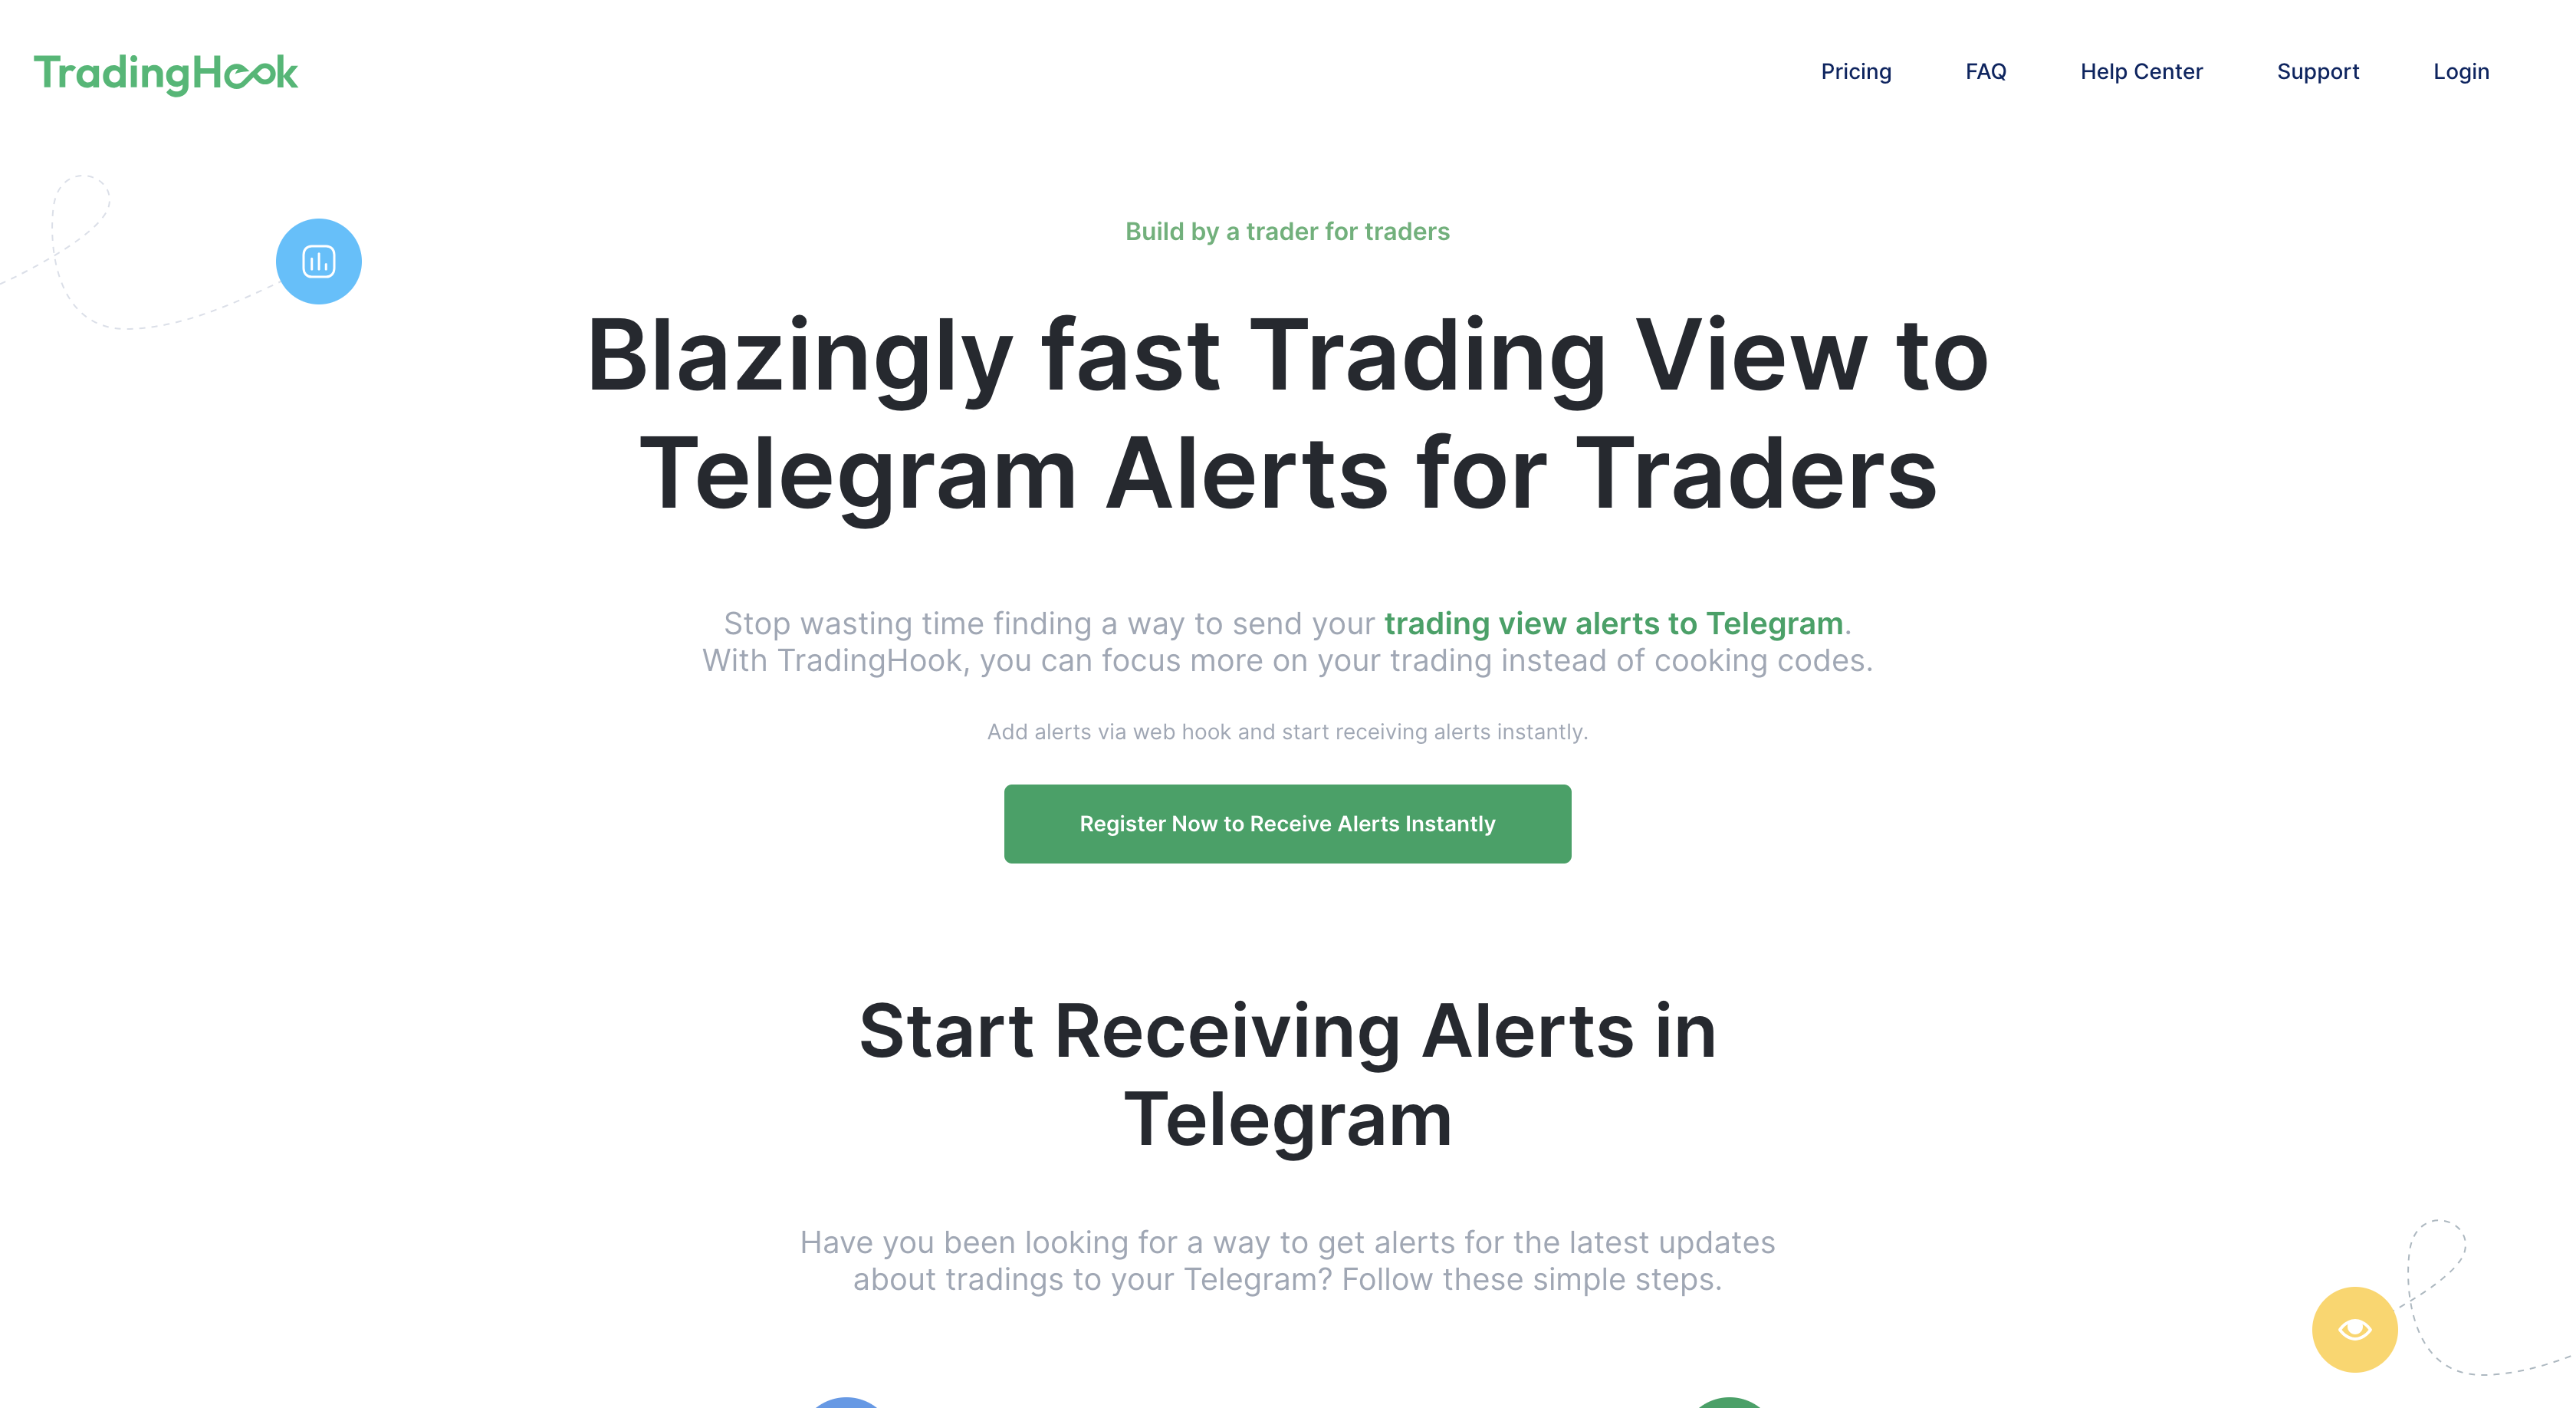 TradingHook
Pricing
FAQ
Help Center
Support
Login
Build by a trader for traders
Blazingly fast Trading View to
Telegram Alerts for Traders
Stop wasting time finding a way to send your trading view alerts to Telegram.
With TradingHook, you can focus more on your trading instead of cooking codes.
Add alerts via web hook and start receiving alerts instantly.
Register Now to Receive Alerts Instantly
Start Receiving Alerts in
Telegram
Have you been looking for a way to get alerts for the latest updates
about tradings to your Telegram? Follow these simple steps.